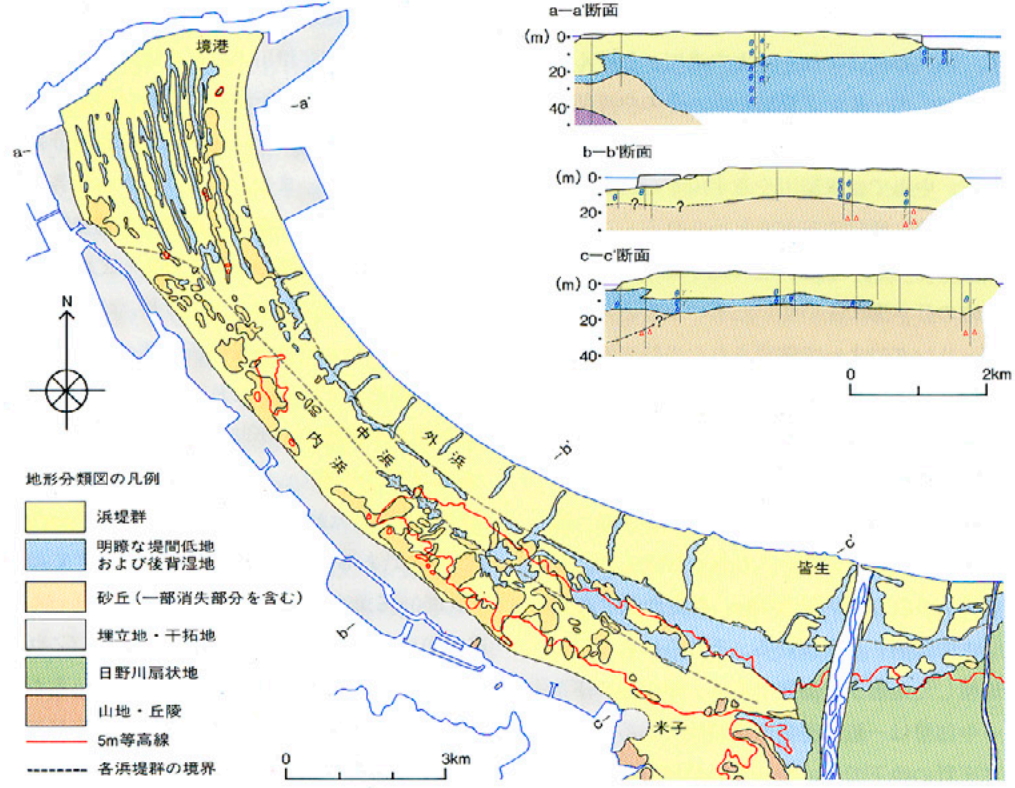 a—a'断面
(m) 0
20
40
b—b'断面
(m) 0
20
?
?
c—c'断面
(m) 0
20
40
?
0
2km
境港
a
a'
N
内浜
中浜
外浜
b'
b
c'
皆生
c
米子
地形分類図の凡例
浜堤群
明瞭な堤間低地
および後背湿地
砂丘(一部消失部分を含む)
埋立地・干拓地
日野川扇状地
山地・丘陵
5m等高線
各浜堤群の境界
0
3km